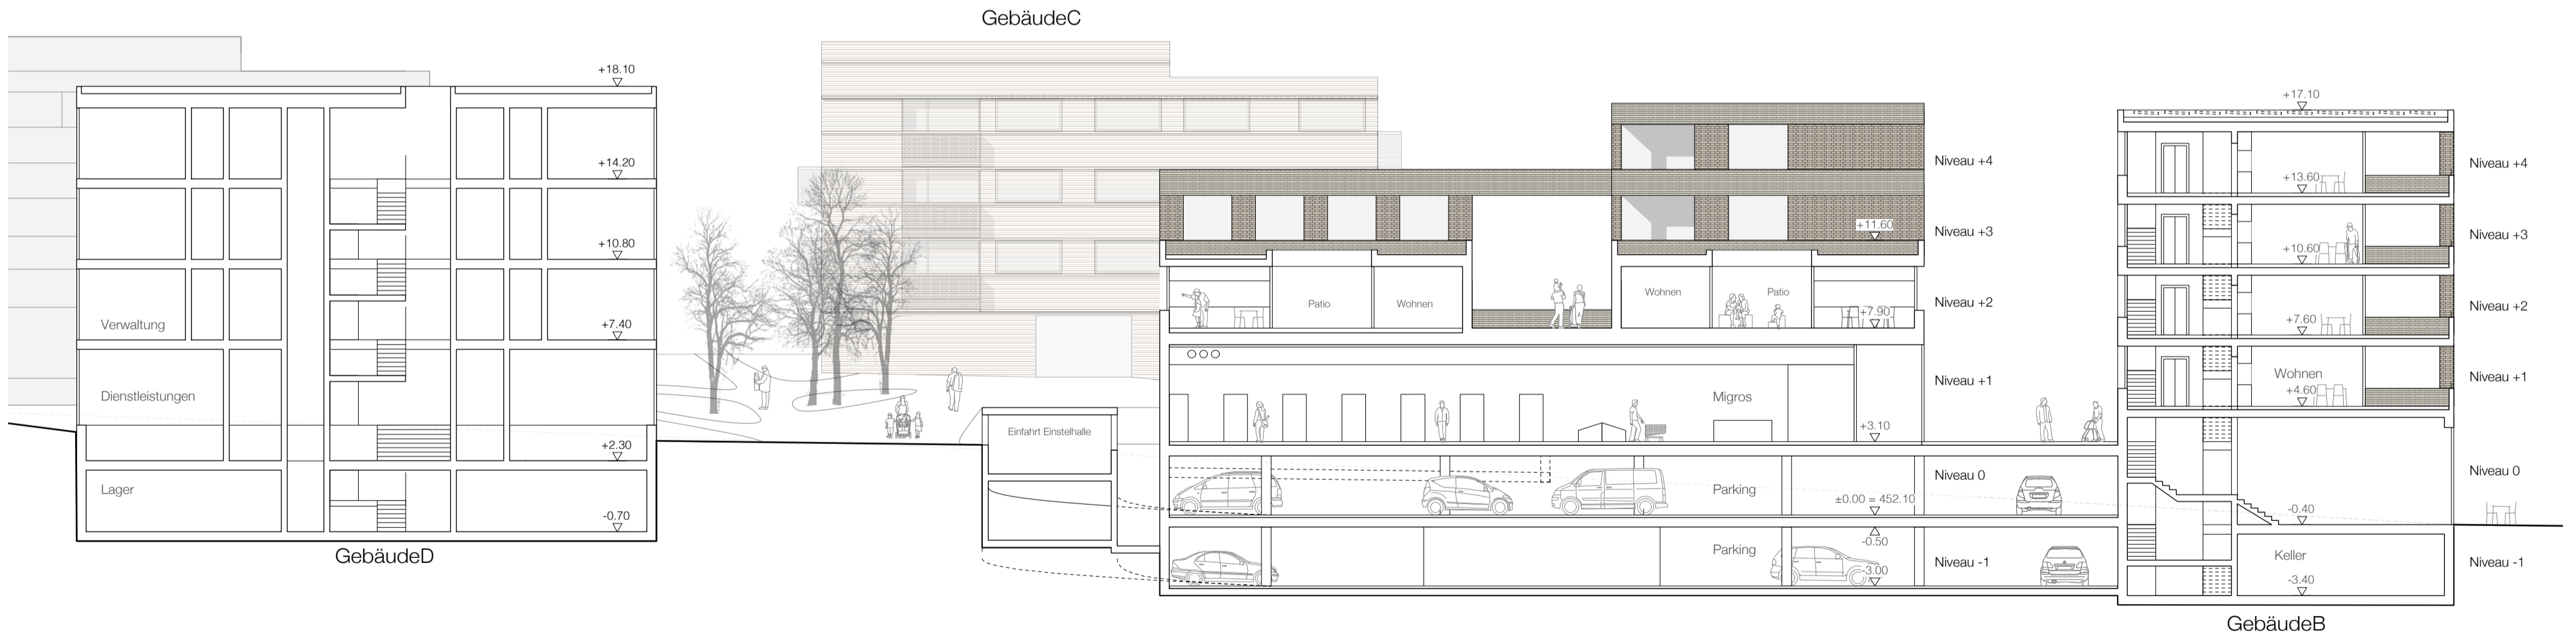 GebäudeC
+18.10
+14.20
+10.80
Verwaltung
+7.40
Dienstleistungen
+2.30
Lager
-0.70
GebäudeD
Einfahrt Einstelhalle
Niveau +4
+11.60
Niveau +3
Patio
Wohnen
Wohnen
Patio
+7.90
Niveau +2
Migros
Niveau +1
+3.10
Parking
Niveau 0
±0.00 = 452.10
Parking
-0.50
-3.00
Niveau -1
+17.10
+13.60
Niveau +4
+10.60
Niveau +3
+7.60
Niveau +2
Wohnen
+4.60
Niveau +1
Niveau 0
-0.40
Keller
-3.40
Niveau -1
GebäudeB